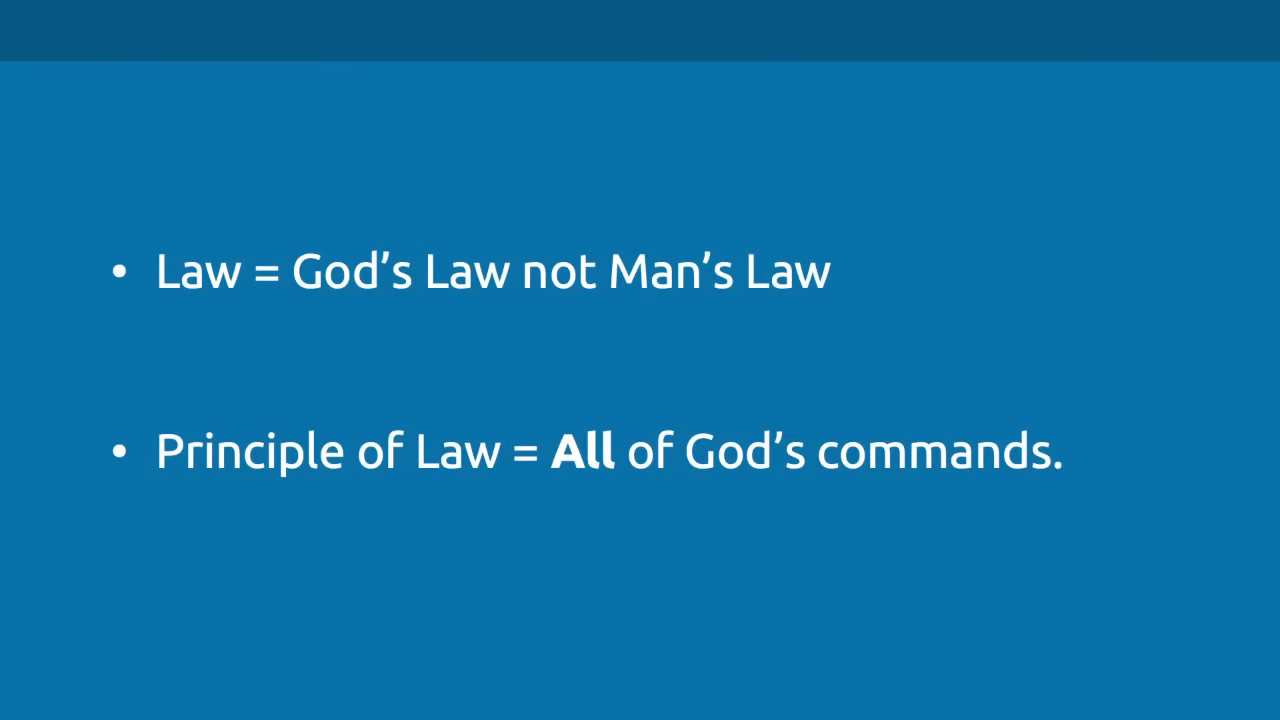 • Law = God’s Law not Man’s Law
• Principle of Law = All of God’s commands.